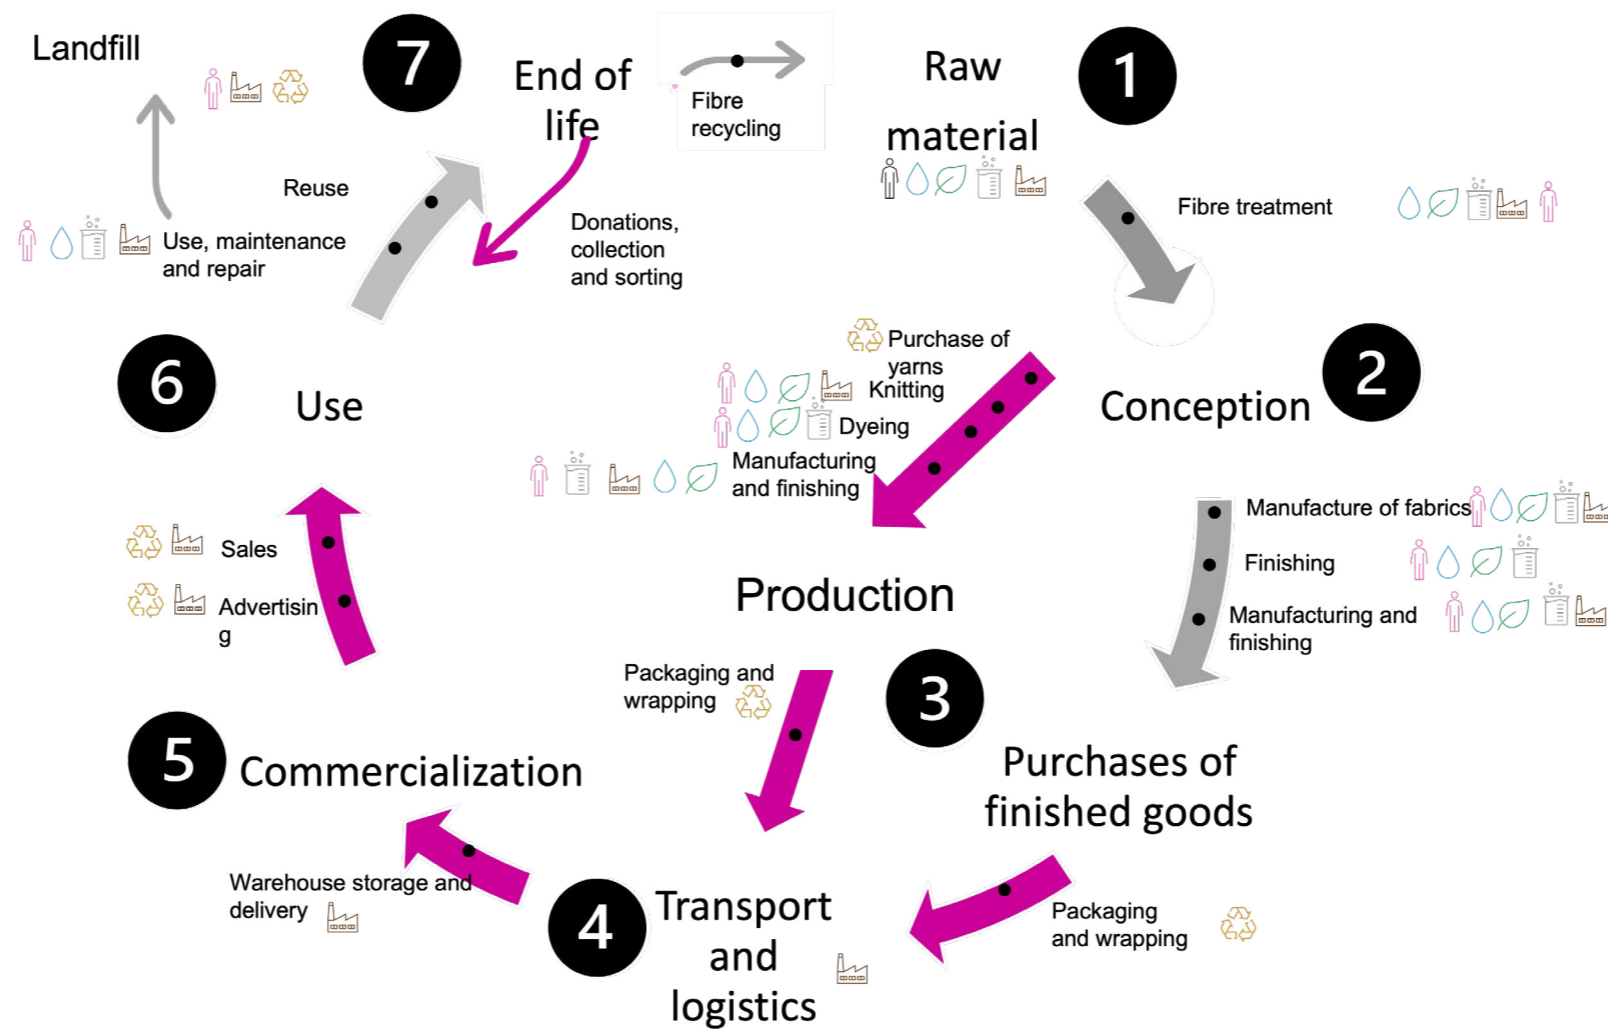 Landfill
7
End of
life
Fibre
recycling
Raw
material
1
Reuse
Use, maintenance
and repair
Donations,
collection
and sorting
Fibre treatment
6
Use
Purchase of
yarns
Knitting
Dyeing
Manufacturing
and finishing
Conception
2
Sales
Advertisin
g
Production
Manufacture of fabrics
Finishing
Manufacturing and
finishing
Packaging and
wrapping
3
5
Commercialization
Purchases of
finished goods
Warehouse storage and
delivery
4
Transport
and
logistics
Packaging
and wrapping